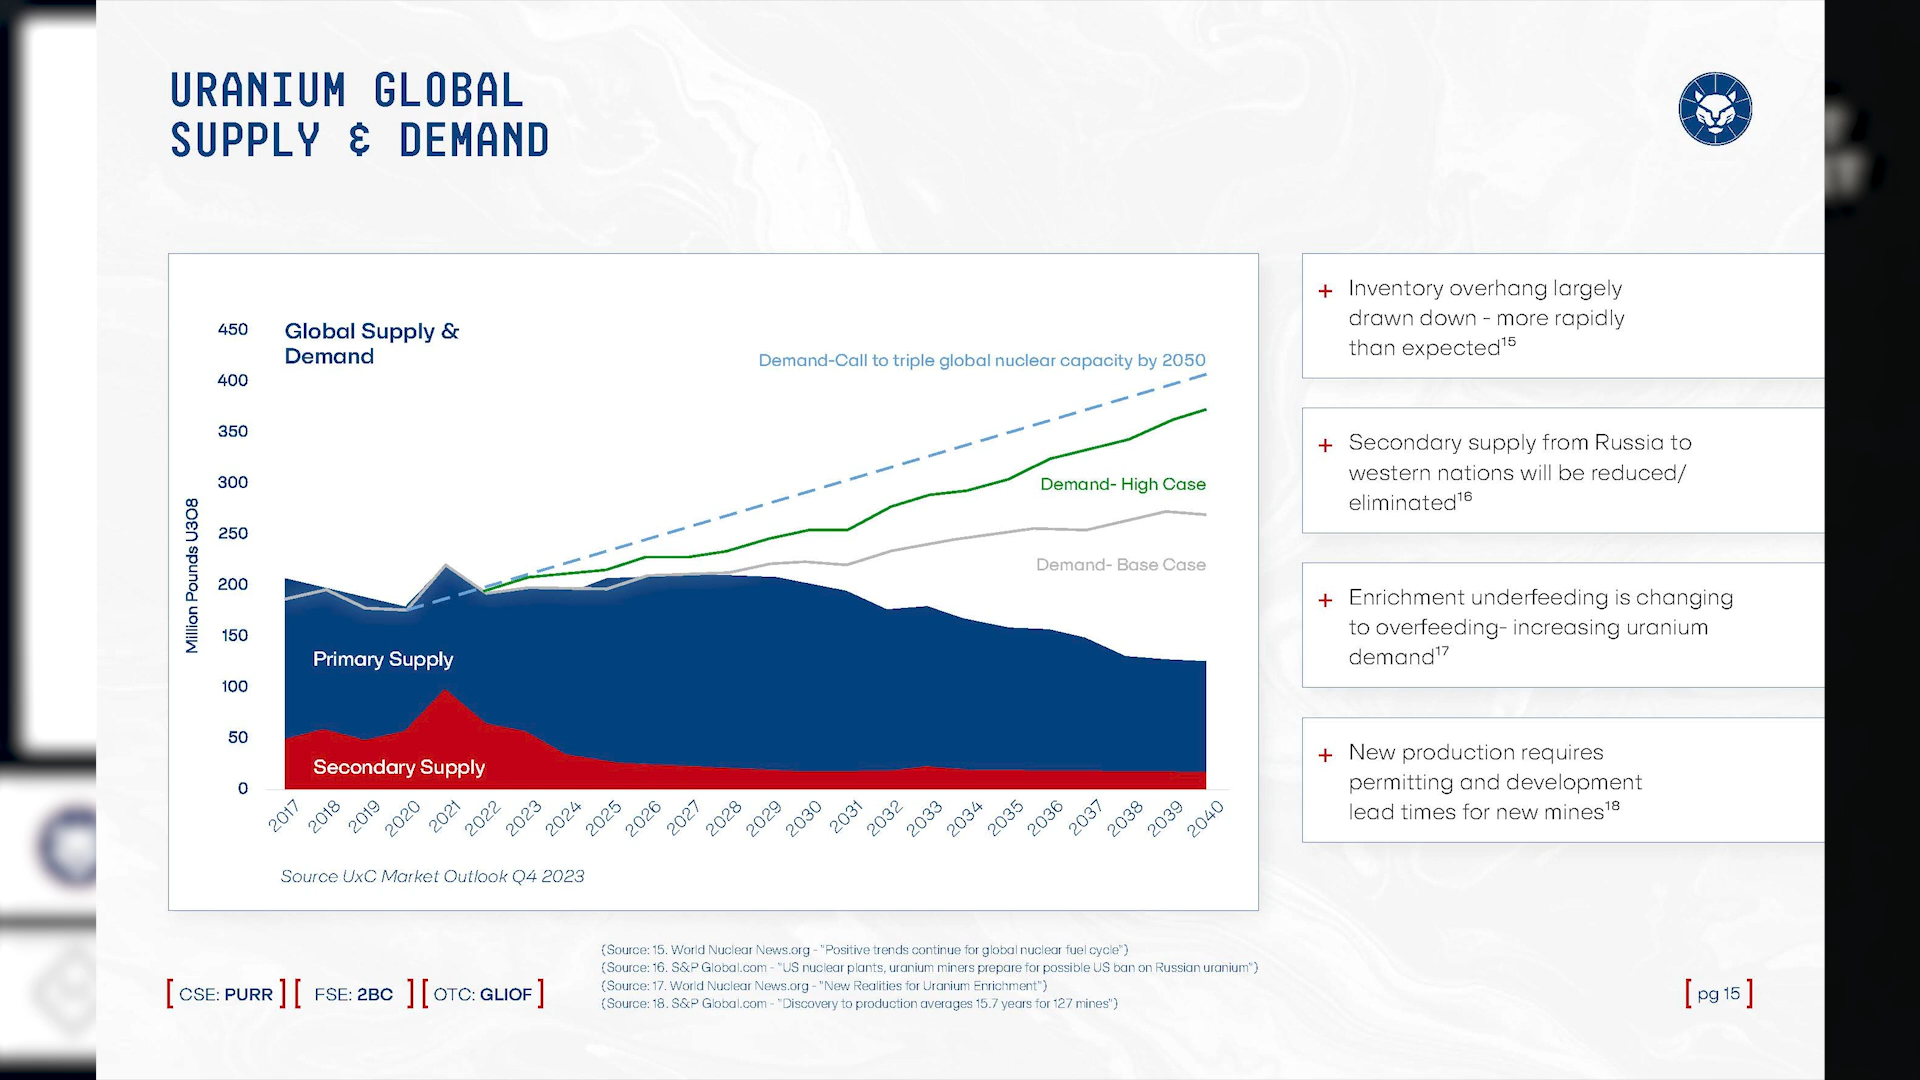 URANIUM GLOBAL
SUPPLY & DEMAND
Global Supply &
Demand
450
400
350
300
250
200
150
100
50
0
Million Pounds U3O8
Demand-Call to triple global nuclear capacity by 2050
Demand- High Case
Demand- Base Case
Primary Supply
Secondary Supply
2017
2018
2019
2020
2021
2022
2023
2024
2025
2026
2027
2028
2029
2030
2031
2032
2033
2034
2035
2036
2037
2038
2039
2040
Source UxC Market Outlook Q4 2023
+ Inventory overhang largely
drawn down - more rapidly
than expected¹⁵
+ Secondary supply from Russia to
western nations will be reduced/
eliminated¹⁶
+ Enrichment underfeeding is changing
to overfeeding- increasing uranium
demand¹⁷
+ New production requires
permitting and development
lead times for new mines¹⁸
(Source: 15. World Nuclear News.org - "Positive trends continue for global nuclear fuel cycle")
(Source: 16. S&P Global.com - "US nuclear plants, uranium miners prepare for possible US ban on Russian uranium")
(Source: 17. World Nuclear News.org - "New Realities for Uranium Enrichment")
(Source: 18. S&P Global.com - "Discovery to production averages 15.7 years for 127 mines")
[ CSE: PURR ] [ FSE: 2BC ] [ OTC: GLIOF ]
[ pg 15 ]